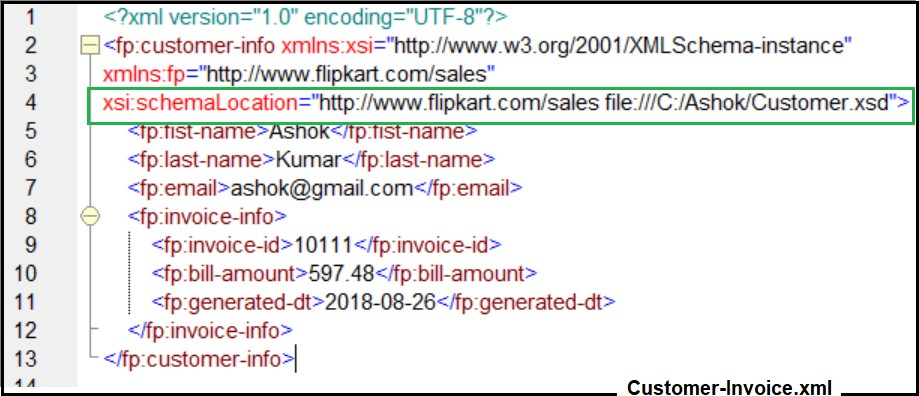 1 <?xml version="1.0" encoding="UTF-8"?>
2 <fp:customer-info xmlns:xsi="http://www.w3.org/2001/XMLSchema-instance"
3 xmlns:fp="http://www.flipkart.com/sales"
4 xsi:schemaLocation="http://www.flipkart.com/sales file:///C:/Ashok/Customer.xsd">
5 <fp:fist-name>Ashok</fp:fist-name>
6 <fp:last-name>Kumar</fp:last-name>
7 <fp:email>ashok@gmail.com</fp:email>
8 <fp:invoice-info>
9 <fp:invoice-id>10111</fp:invoice-id>
10 <fp:bill-amount>597.48</fp:bill-amount>
11 <fp:generated-dt>2018-08-26</fp:generated-dt>
12 </fp:invoice-info>
13 </fp:customer-info>
14
Customer-Invoice.xml